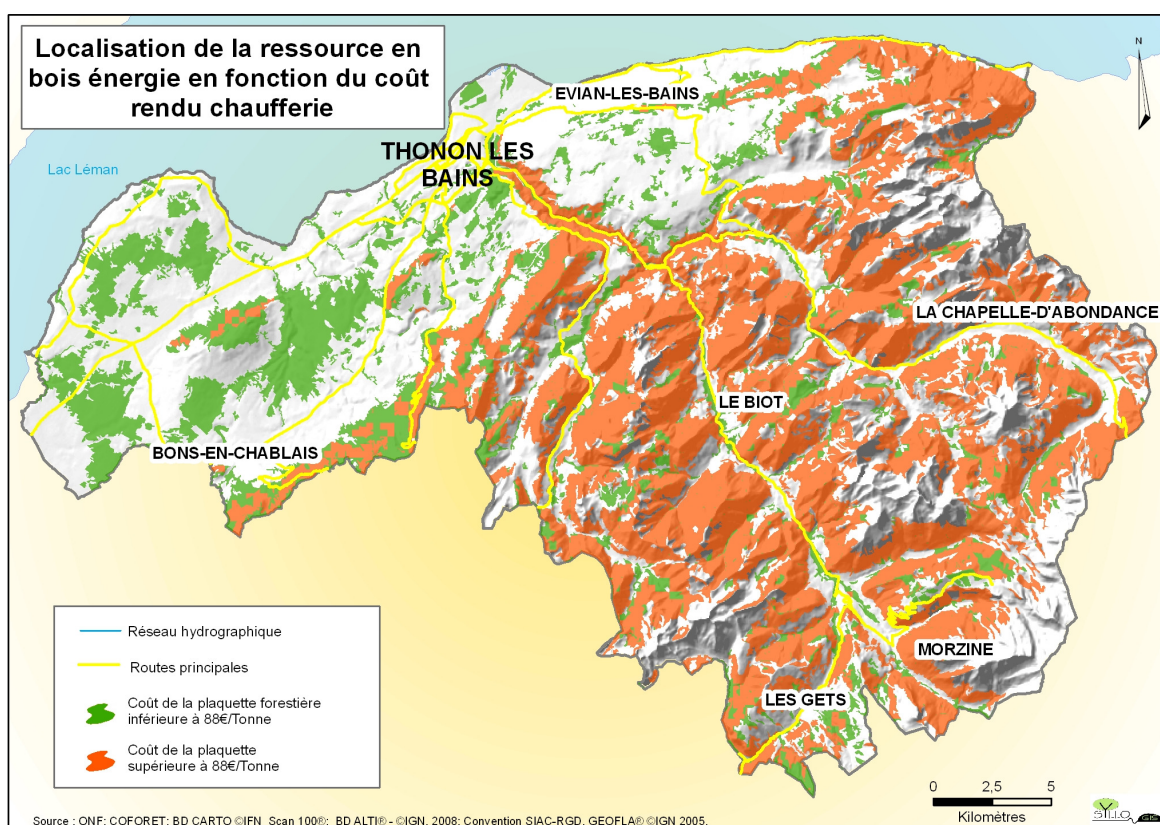 Localisation de la ressource en
bois énergie en fonction du coût
rendu chaufferie
N
EVIAN-LES-BAINS
THONON LES
BAINS
Lac Léman
LA CHAPELLE-D'ABONDANCE
LE BIOT
BONS-EN-CHABLAIS
MORZINE
LES GETS
Réseau hydrographique
Routes principales
Coût de la plaquette forestière
inférieure à 88€/Tonne
Coût de la plaquette
supérieure à 88€/Tonne
0 2,5 5
Kilomètres
Source : ONF; COFORET; BD CARTO ©IFN Scan 100®; BD ALTI® - ©IGN, 2008; Convention SIAC-RGD, GEOFLA® ©IGN 2005.